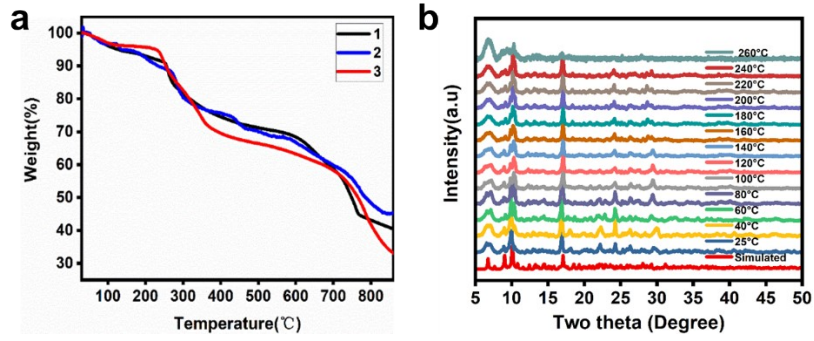 a
100
90
80
70
60
50
40
30
Weight(%)
100 200 300 400 500 600 700 800
Temperature(℃)
1
2
3
b
Intensity(a.u)
260°C
240°C
220°C
200°C
180°C
160°C
140°C
120°C
100°C
80°C
60°C
40°C
25°C
Simulated
5 10 15 20 25 30 35 40 45 50
Two theta (Degree)